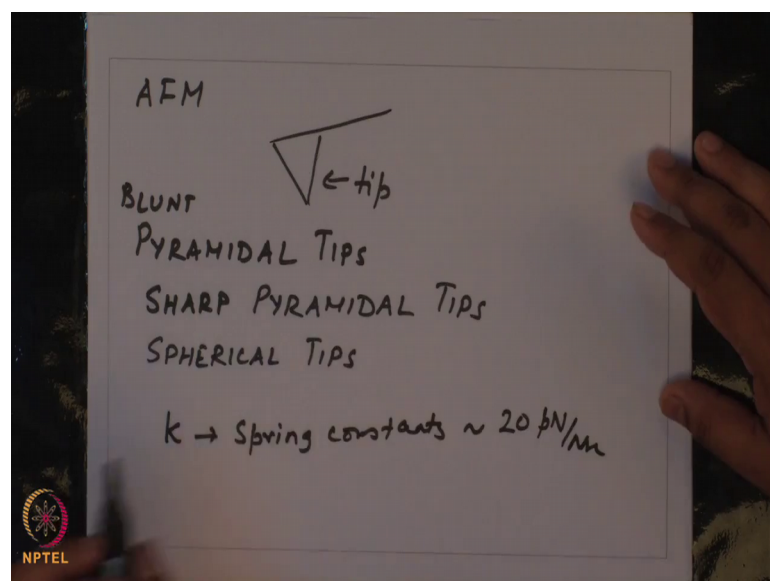 AFM
← tip
BLUNT
PYRAMIDAL TIPS
SHARP PYRAMIDAL TIPS
SPHERICAL TIPS
k → Spring constants ~ 20 pN/nm
NPTEL